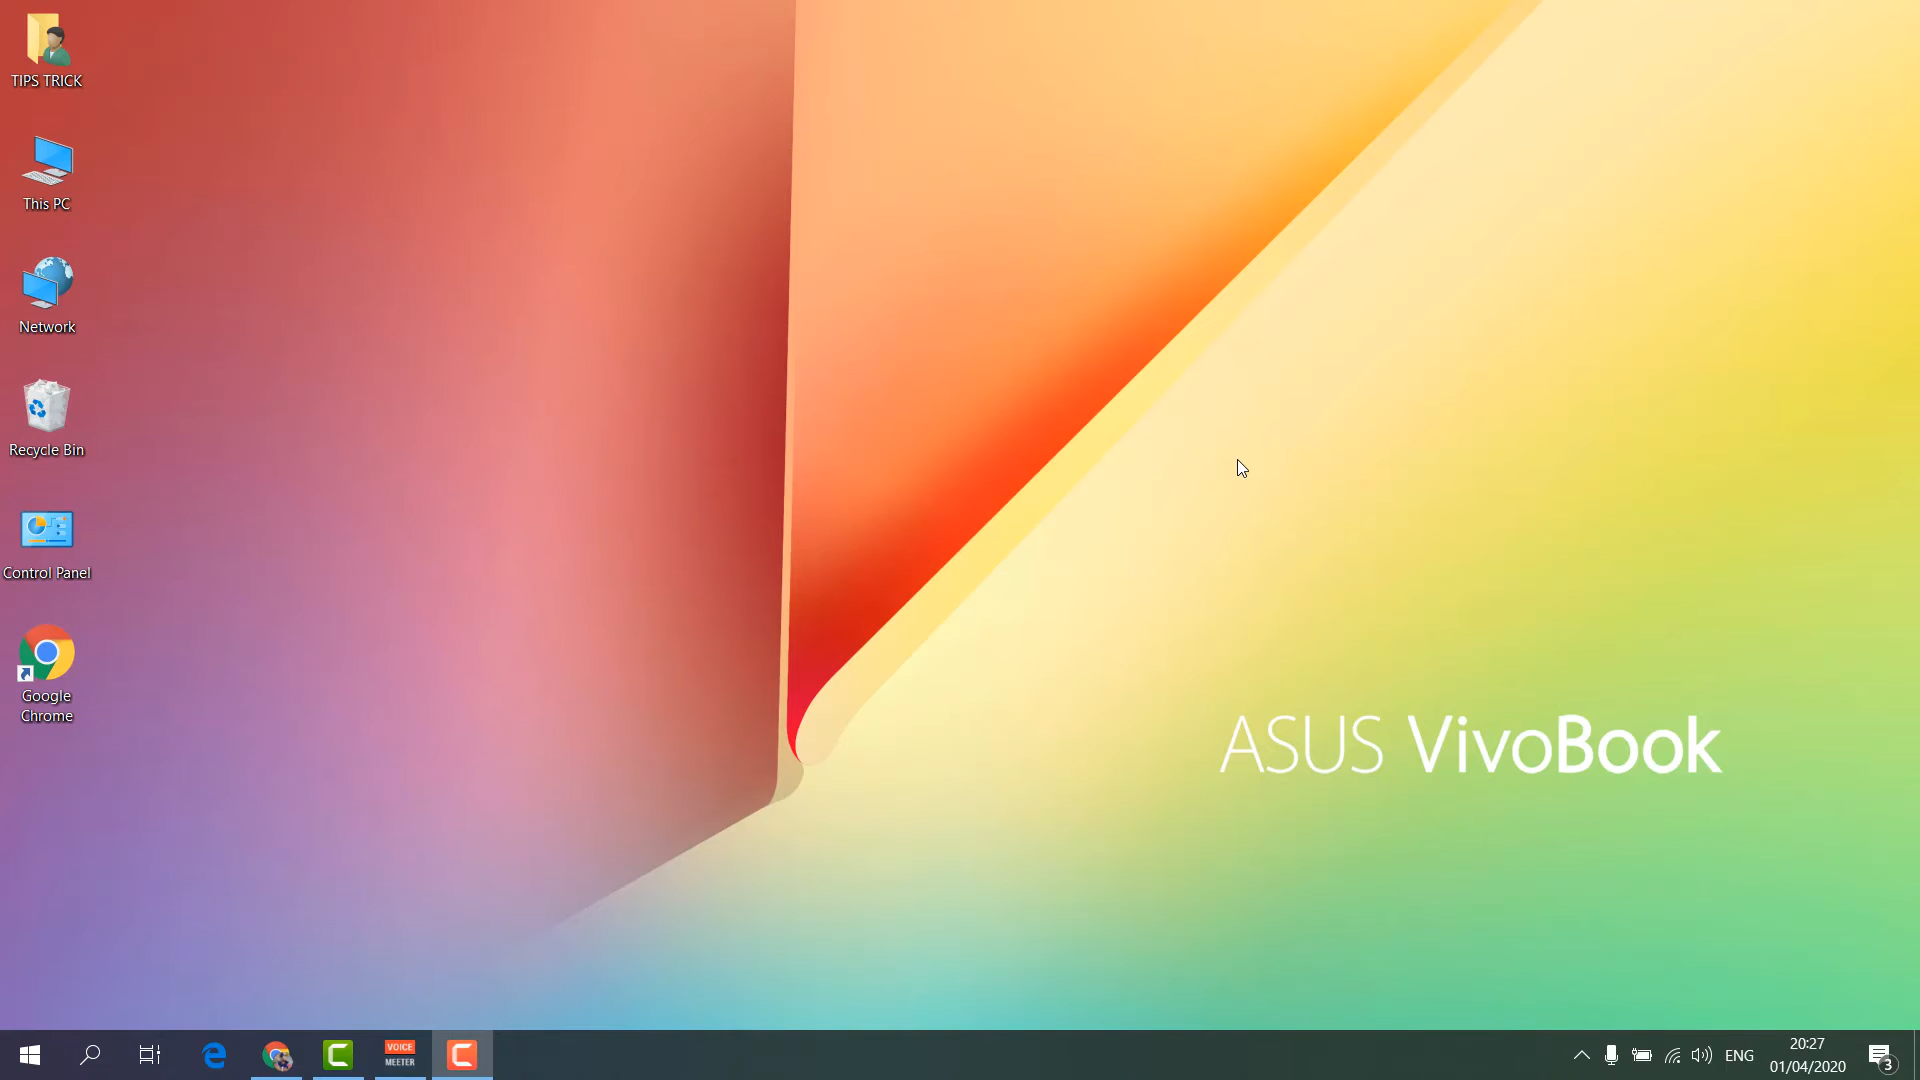 TIPS TRICK
This PC
Network
Recycle Bin
Control Panel
Google
Chrome
ASUS VivoBook
VOICE
MEETER
ENG
20:27
01/04/2020
3